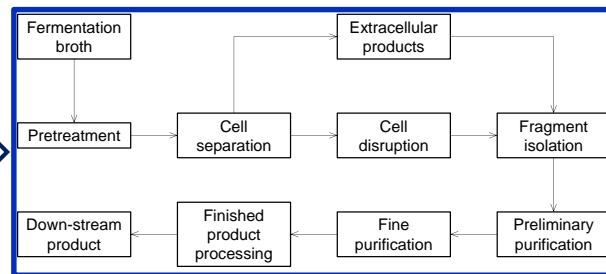 Fermentation
broth
Extracellular
products
Pretreatment
Cell
separation
Cell
disruption
Fragment
isolation
Down-stream
product
Finished
product
processing
Fine
purification
Preliminary
purification